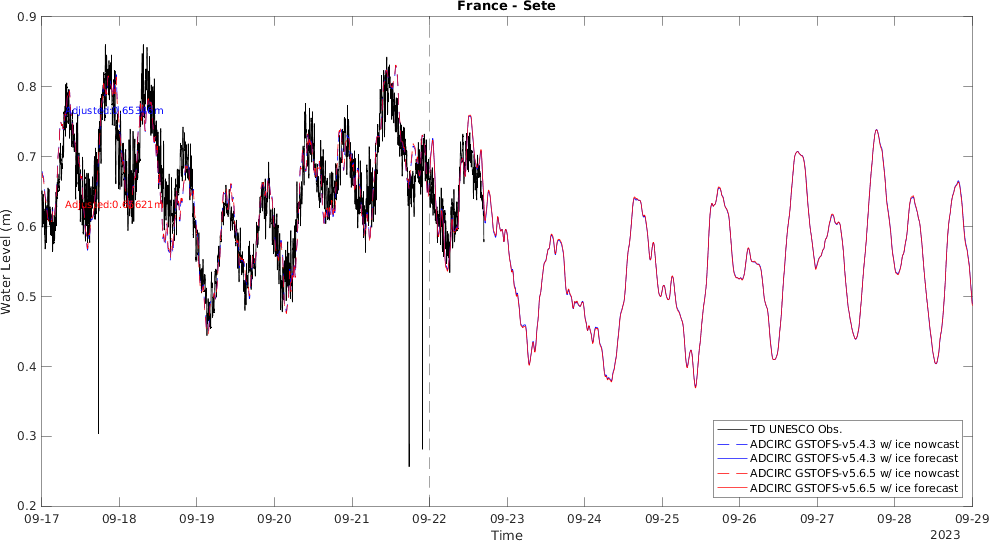 France - Sete
Water Level (m)
0.9
0.8
0.7
0.6
0.5
0.4
0.3
0.2
TD UNESCO Obs.
ADCIRC GSTOFS-v5.4.3 w/ ice nowcast
ADCIRC GSTOFS-v5.4.3 w/ ice forecast
ADCIRC GSTOFS-v5.6.5 w/ ice nowcast
ADCIRC GSTOFS-v5.6.5 w/ ice forecast
09-17 09-18 09-19 09-20 09-21 09-22 09-23 09-24 09-25 09-26 09-27 09-28 09-29
Time
2023